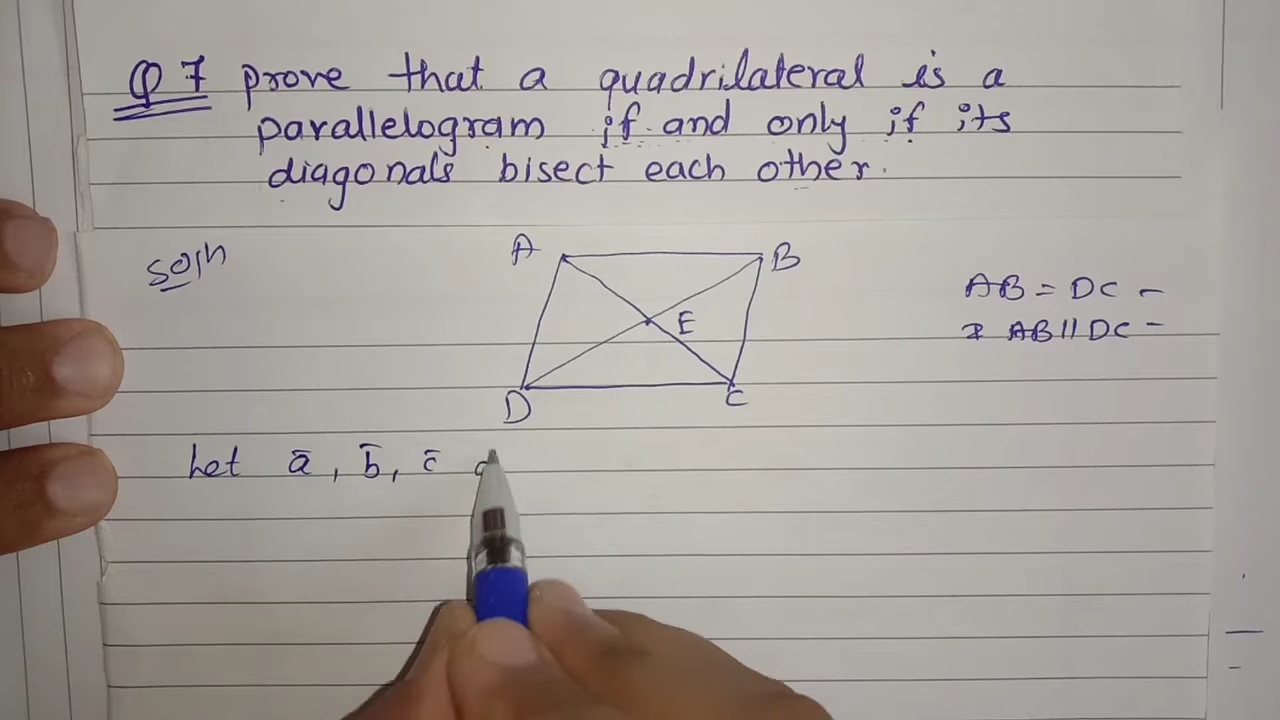 Q 7 prove that a quadrilateral is a
parallelogram if and only if its
diagonals bisect each other.
Soln
A
B
E
D
C
AB = DC -
& AB || DC -
Let ā, b̄, c̄